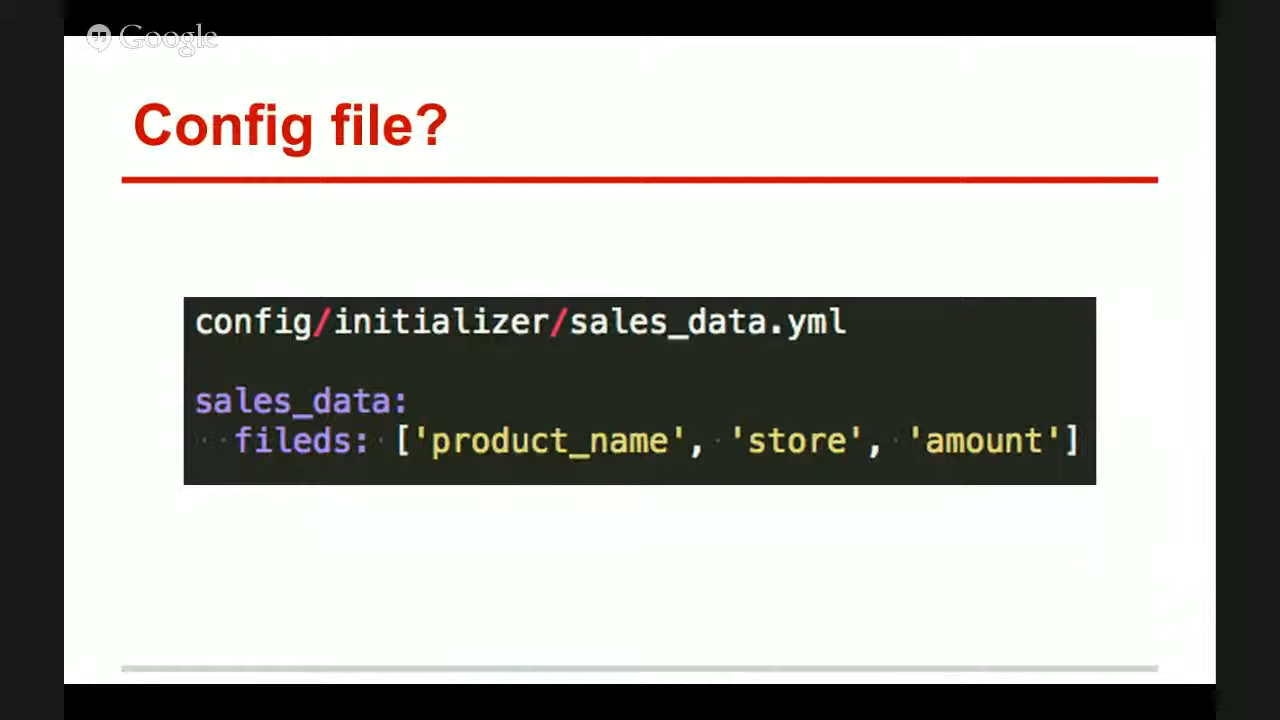 Google
Config file?
config/initializer/sales_data.yml
sales_data:
fileds: ['product_name', 'store', 'amount']